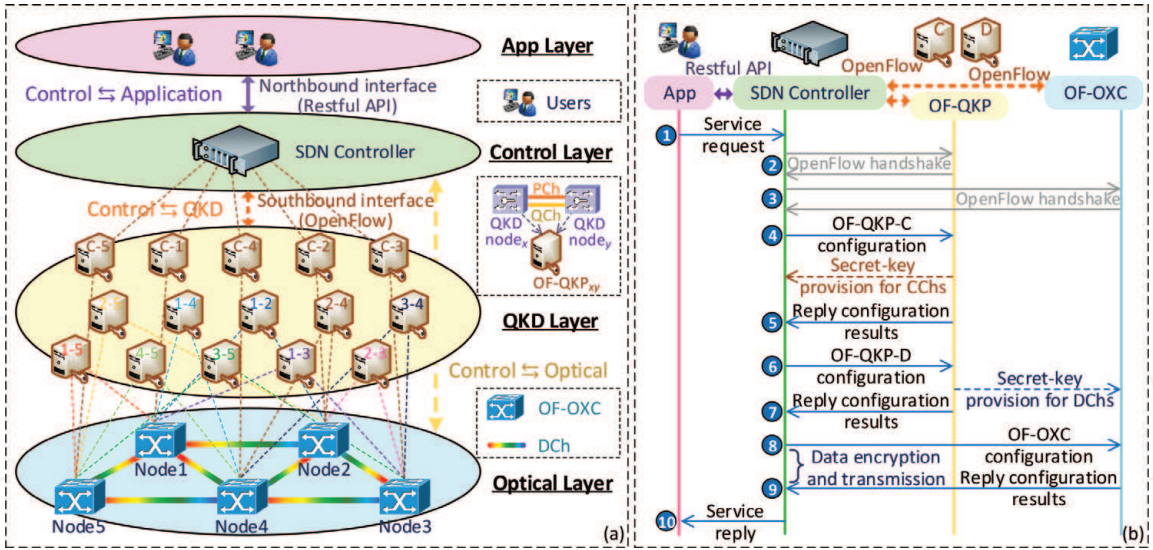 App Layer
Control ⇆ Application
Northbound interface
(Restful API)
Users
SDN Controller
Control Layer
Control ⇆ QKD
Southbound interface
(OpenFlow)
PCh
QCh
QKD
nodex
QKD
nodey
OF-QKPxy
C-5
C-1
C-4
C-2
C-3
2-5
1-4
1-2
2-4
3-4
QKD Layer
1-5
4-5
3-5
1-3
2-3
Control ⇆ Optical
OF-OXC
DCh
Node1
Node2
Node5
Node4
Node3
Optical Layer
(a)
C
D
Restful API
OpenFlow
OpenFlow
App
SDN Controller
OF-QKP
OF-OXC
1
Service
request
2
OpenFlow handshake
3
OpenFlow handshake
4
OF-QKP-C
configuration
Secret-key
provision for CChs
5
Reply configuration
results
6
OF-QKP-D
configuration
Secret-key
provision for DChs
7
Reply configuration
results
8
OF-OXC
configuration
Data encryption
and transmission
9
Reply configuration
results
10
Service
reply
(b)